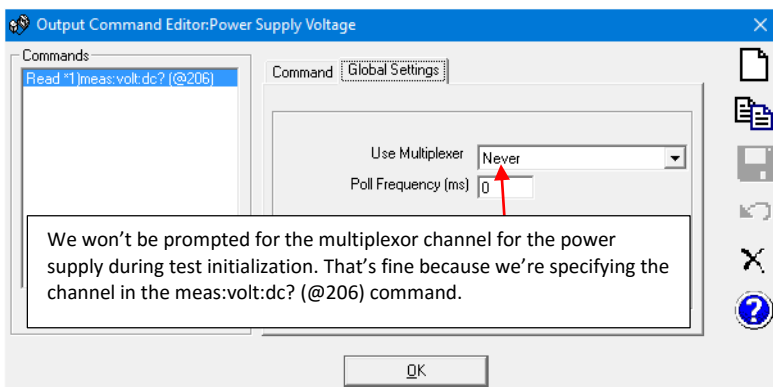 Output Command Editor:Power Supply Voltage
Commands
Read *1)meas:volt:dc? (@206)
Command Global Settings
Use Multiplexer Never
Poll Frequency (ms) 0
We won’t be prompted for the multiplexor channel for the power
supply during test initialization. That’s fine because we’re specifying the
channel in the meas:volt:dc? (@206) command.
OK